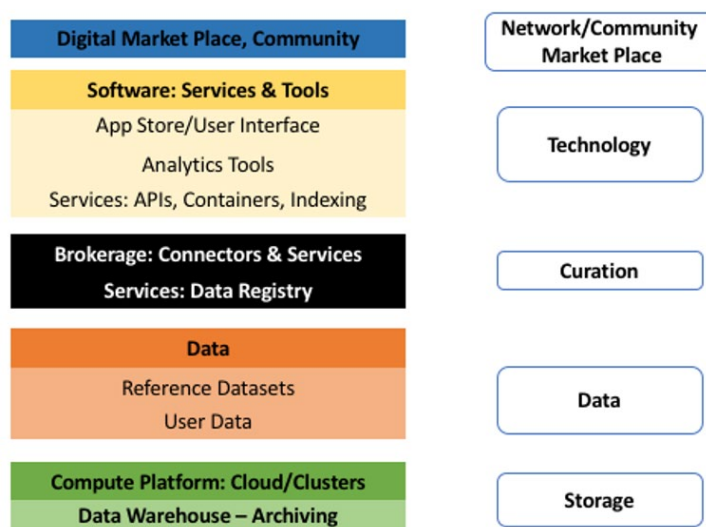 Digital Market Place, Community
Software: Services & Tools
App Store/User Interface
Analytics Tools
Services: APIs, Containers, Indexing
Brokerage: Connectors & Services
Services: Data Registry
Data
Reference Datasets
User Data
Compute Platform: Cloud/Clusters
Data Warehouse – Archiving
Network/Community
Market Place
Technology
Curation
Data
Storage